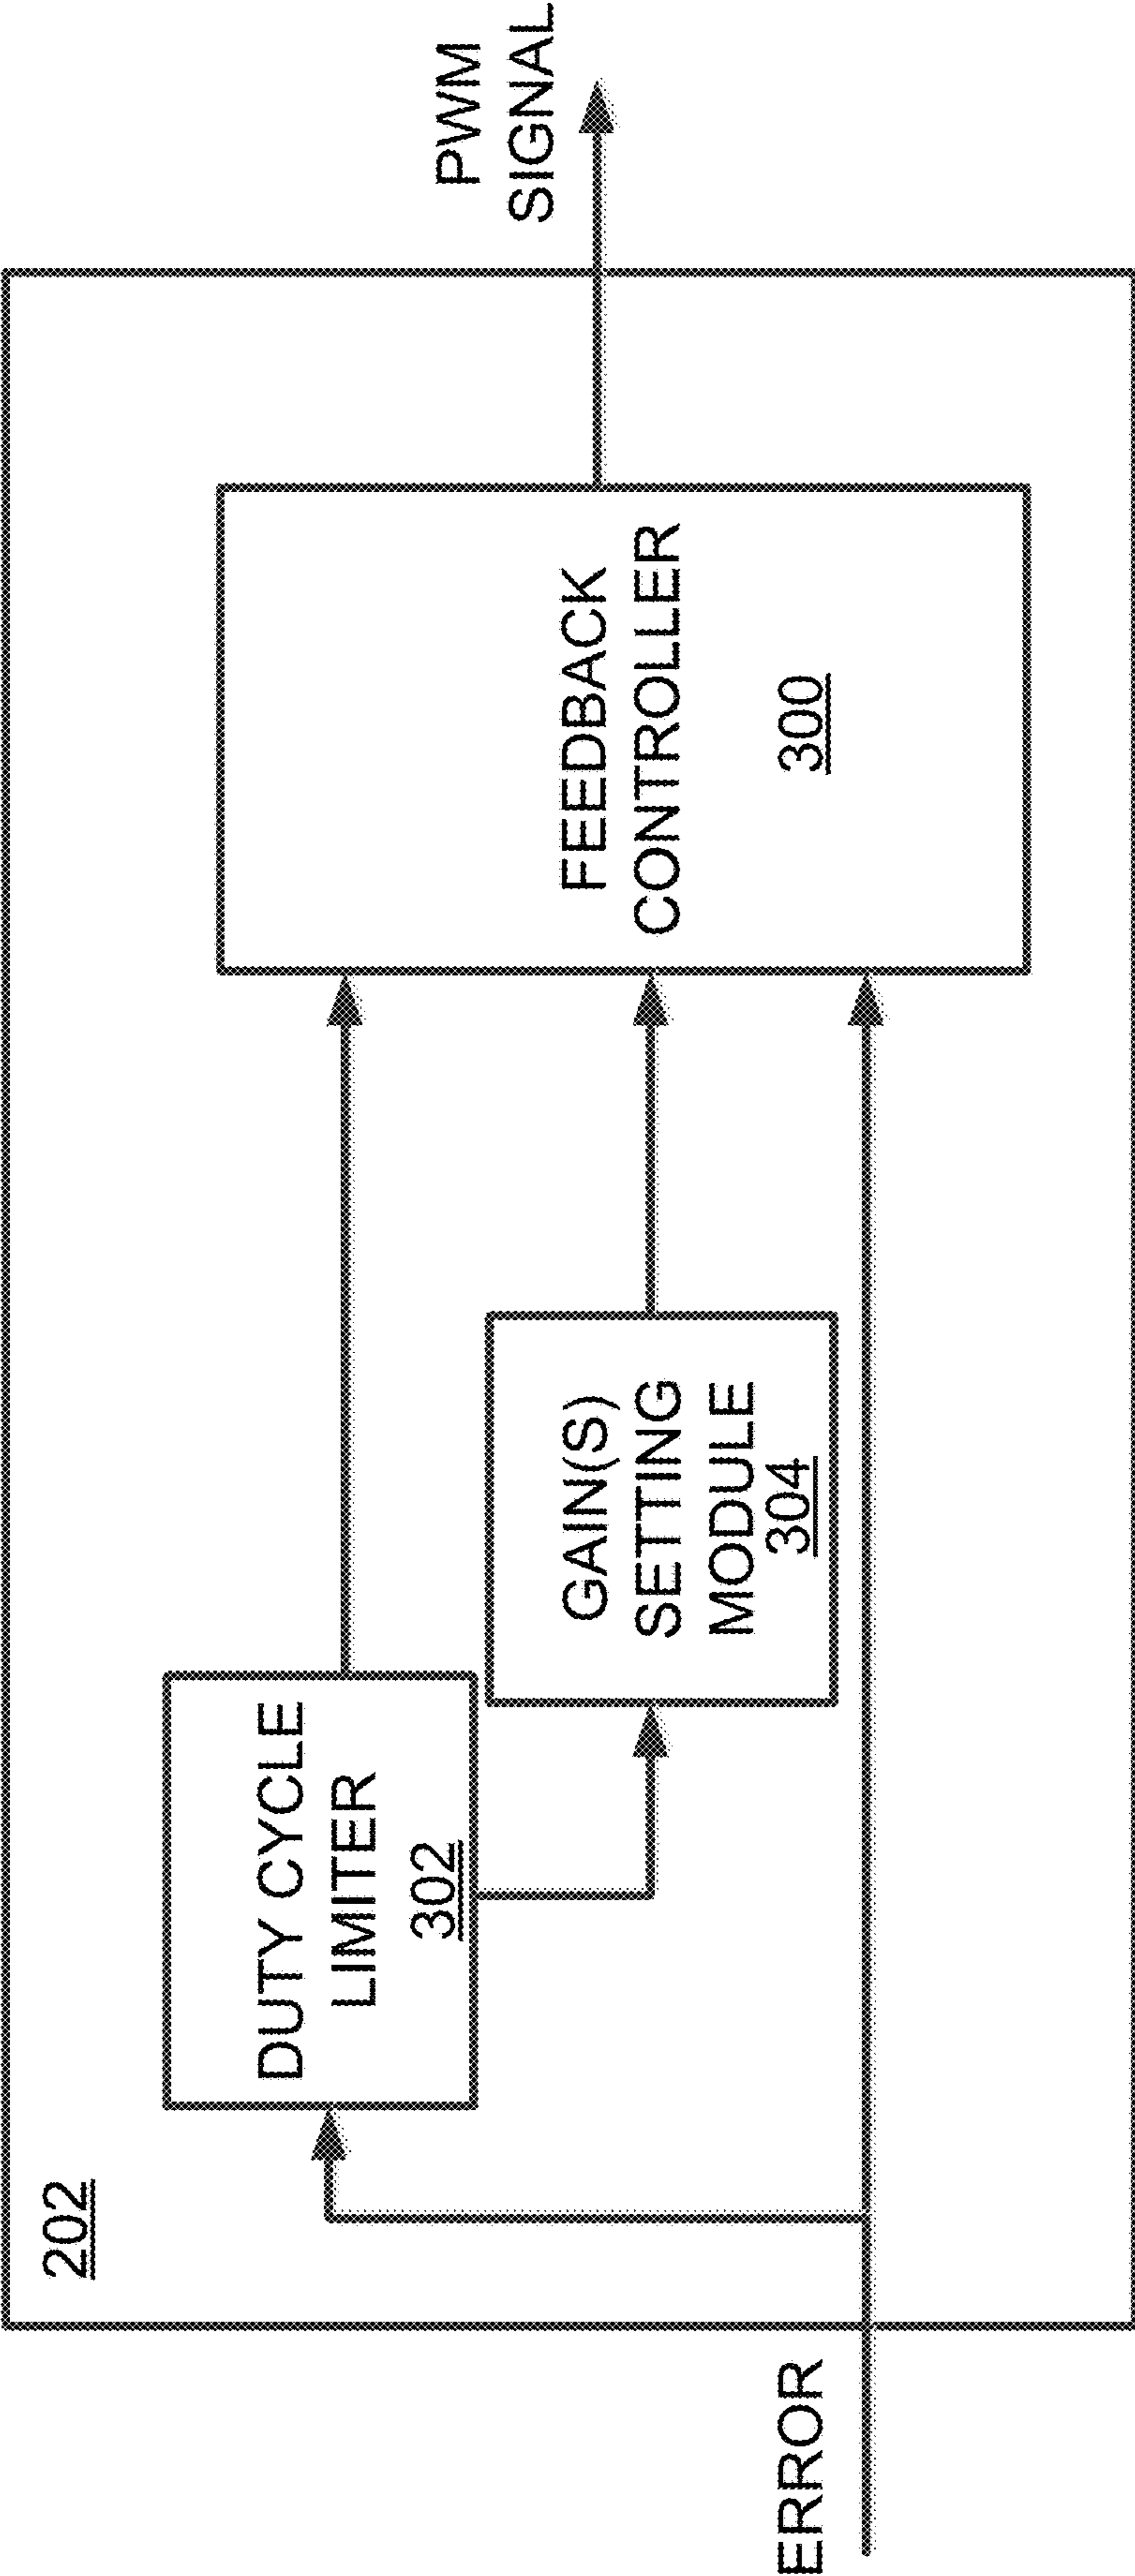 202
DUTY CYCLE
LIMITER
302
GAIN(S)
SETTING
MODULE
304
FEEDBACK
CONTROLLER
300
ERROR
PWM
SIGNAL